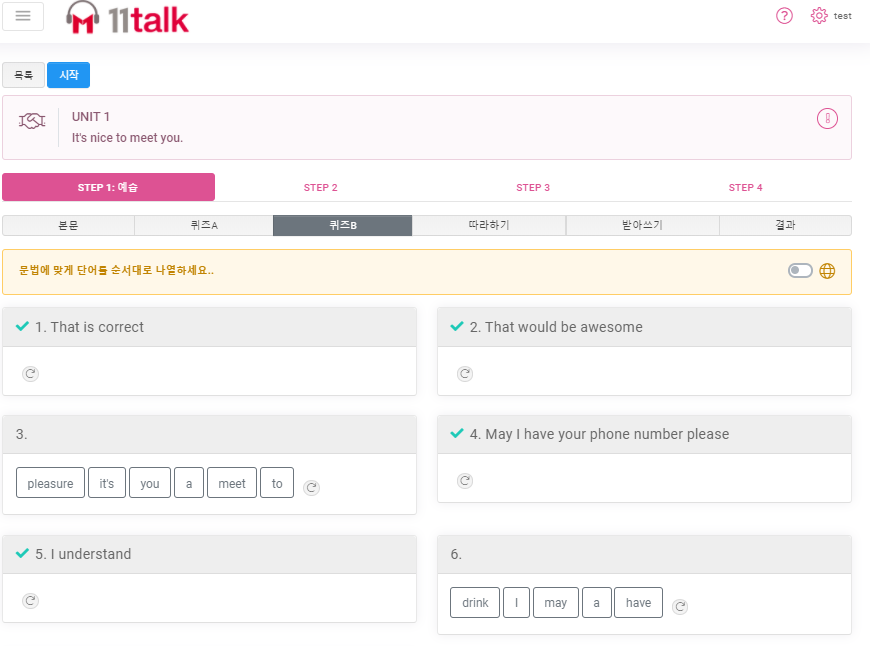 11talk
test
목록 시작
UNIT 1
It's nice to meet you.
STEP 1: 예습 STEP 2 STEP 3 STEP 4
본문 퀴즈A 퀴즈B 따라하기 받아쓰기 결과
문법에 맞게 단어를 순서대로 나열하세요..
1. That is correct
2. That would be awesome
3.
pleasure it's you a meet to
4. May I have your phone number please
5. I understand
6.
drink I may a have